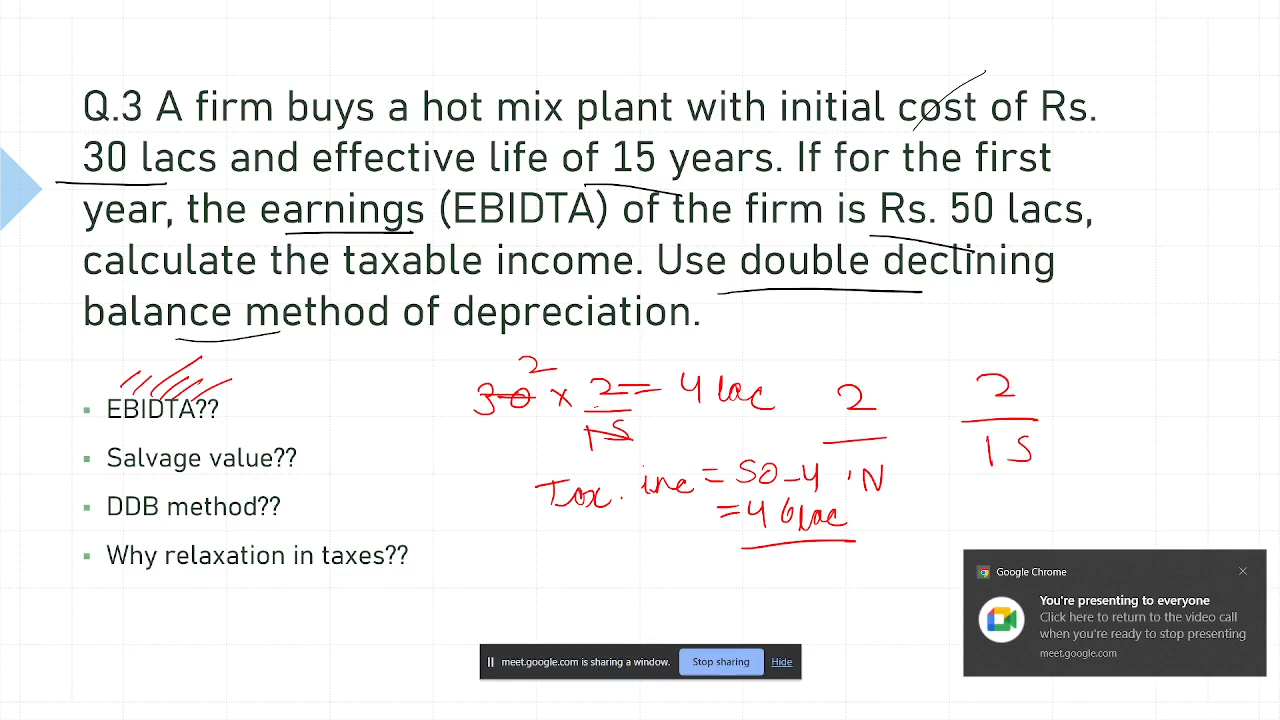 Q.3 A firm buys a hot mix plant with initial cost of Rs.
30 lacs and effective life of 15 years. If for the first
year, the earnings (EBIDTA) of the firm is Rs. 50 lacs,
calculate the taxable income. Use double declining
balance method of depreciation.
▪ EBIDTA??
▪ Salvage value??
▪ DDB method??
▪ Why relaxation in taxes??
2
30 × 2/15 = 4 lac
2/N
2/15
Tax. inc = 50-4
= 46lac
meet.google.com is sharing a window.
Stop sharing
Hide
Google Chrome
You're presenting to everyone
Click here to return to the video call
when you're ready to stop presenting
meet.google.com